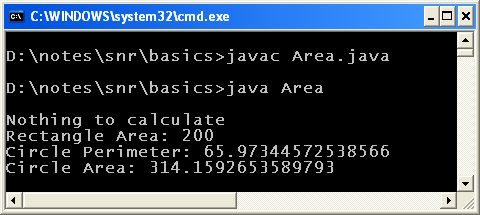 C:\WINDOWS\system32\cmd.exe
D:\notes\snr\basics>javac Area.java
D:\notes\snr\basics>java Area
Nothing to calculate
Rectangle Area: 200
Circle Perimeter: 65.97344572538566
Circle Area: 314.1592653589793